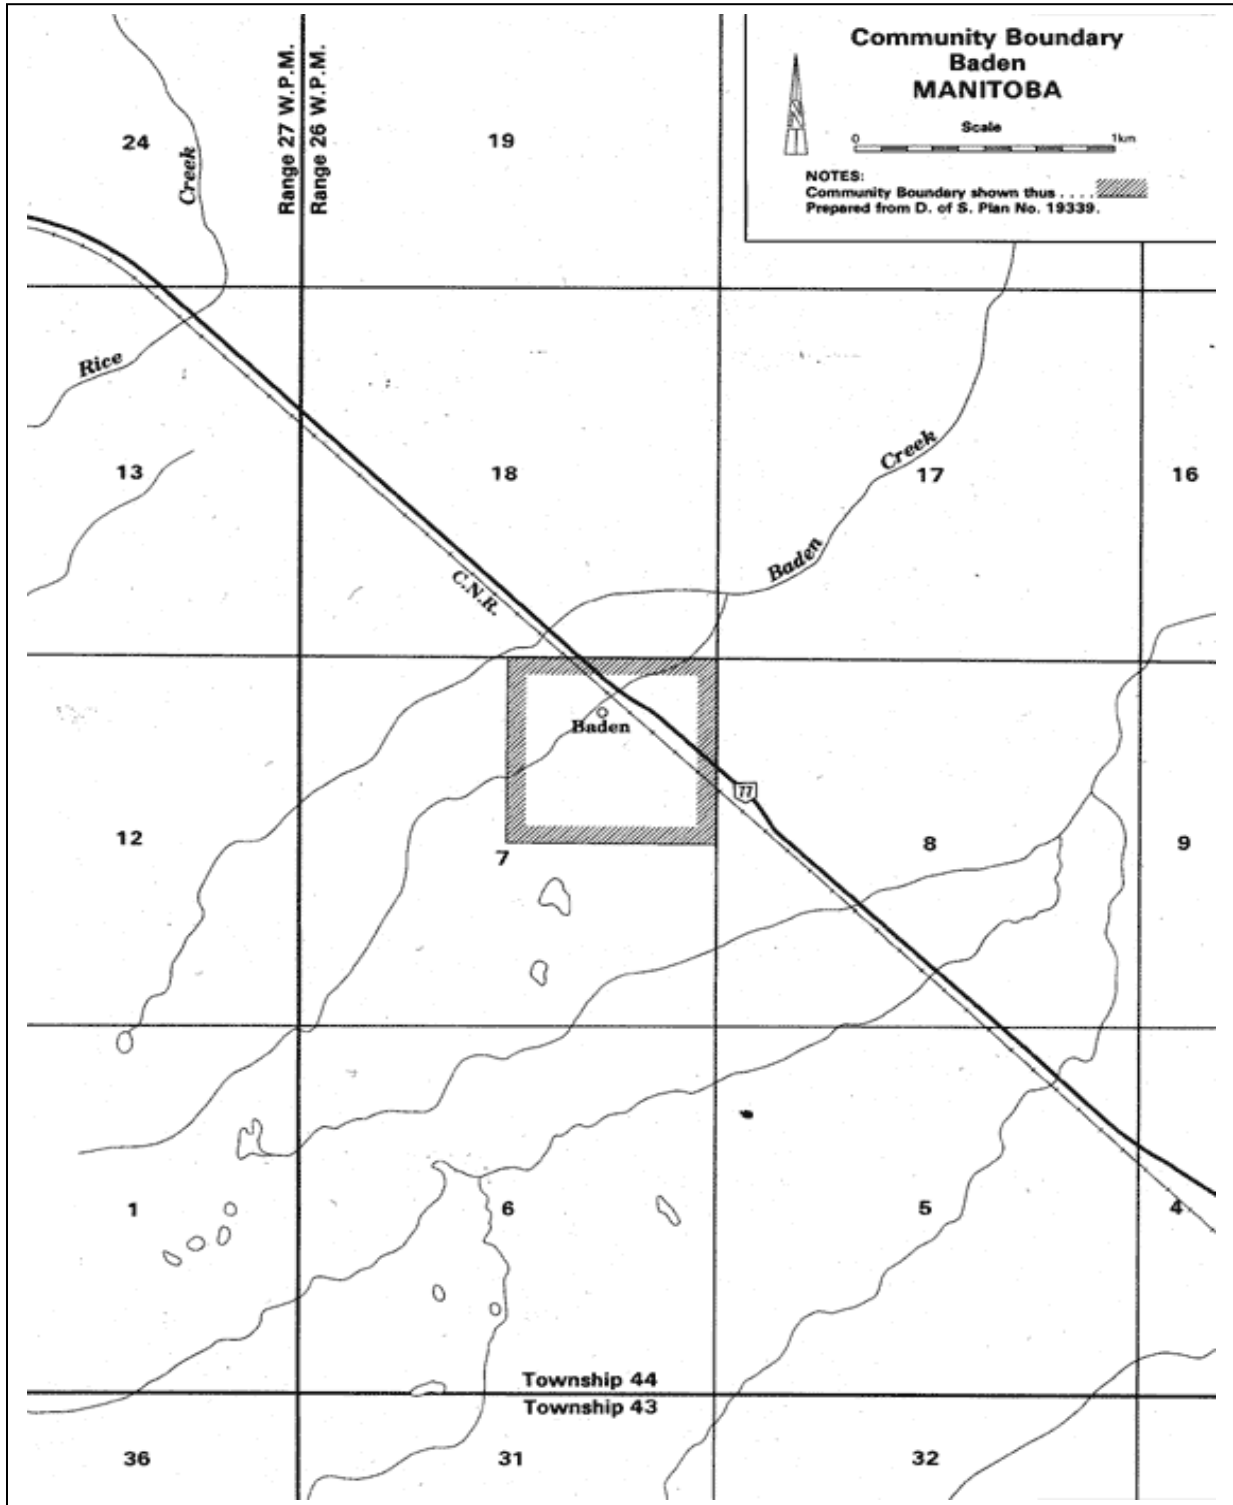 Community Boundary
Baden
MANITOBA
Scale
0 1km
NOTES:
Community Boundary shown thus . . . .
Prepared from D. of S. Plan No. 19339.
Range 27 W.P.M.
Range 26 W.P.M.
24
Creek
19
Rice
13
18
Creek
17
16
Baden
C.N.R.
Baden
77
12
7
8
9
1
6
5
4
Township 44
Township 43
36
31
32